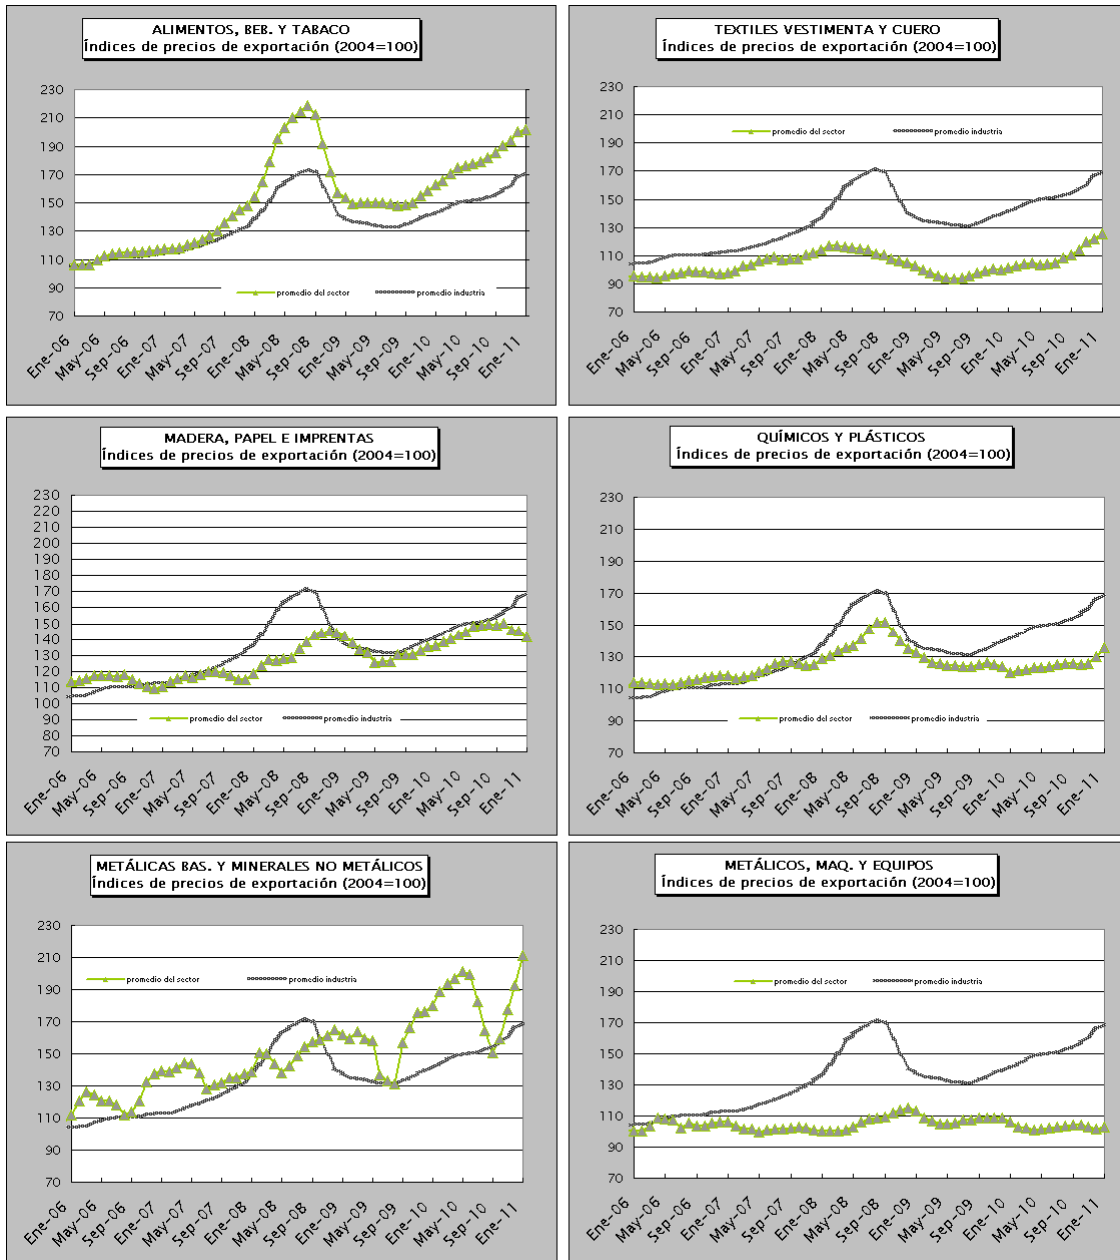 ALIMENTOS, BEB. Y TABACO
Índices de precios de exportación (2004=100)
230
210
190
170
150
130
110
90
70
promedio del sector
promedio industria
Ene-06
May-06
Sep-06
Ene-07
May-07
Sep-07
Ene-08
May-08
Sep-08
Ene-09
May-09
Sep-09
Ene-10
May-10
Sep-10
Ene-11
TEXTILES VESTIMENTA Y CUERO
Índices de precios de exportación (2004=100)
230
210
190
170
150
130
110
90
70
promedio del sector
promedio industria
Ene-06
May-06
Sep-06
Ene-07
May-07
Sep-07
Ene-08
May-08
Sep-08
Ene-09
May-09
Sep-09
Ene-10
May-10
Sep-10
Ene-11
MADERA, PAPEL E IMPRENTAS
Índices de precios de exportación (2004=100)
230
220
210
200
190
180
170
160
150
140
130
120
110
100
90
80
70
promedio del sector
promedio industria
Ene-06
May-06
Sep-06
Ene-07
May-07
Sep-07
Ene-08
May-08
Sep-08
Ene-09
May-09
Sep-09
Ene-10
May-10
Sep-10
Ene-11
QUÍMICOS Y PLÁSTICOS
Índices de precios de exportación (2004=100)
230
210
190
170
150
130
110
90
70
promedio del sector
promedio industria
Ene-06
May-06
Sep-06
Ene-07
May-07
Sep-07
Ene-08
May-08
Sep-08
Ene-09
May-09
Sep-09
Ene-10
May-10
Sep-10
Ene-11
METÁLICAS BAS. Y MINERALES NO METÁLICOS
Índices de precios de exportación (2004=100)
230
210
190
170
150
130
110
90
70
promedio del sector
promedio industria
Ene-06
May-06
Sep-06
Ene-07
May-07
Sep-07
Ene-08
May-08
Sep-08
Ene-09
May-09
Sep-09
Ene-10
May-10
Sep-10
Ene-11
METÁLICOS, MAQ. Y EQUIPOS
Índices de precios de exportación (2004=100)
230
210
190
170
150
130
110
90
70
promedio del sector
promedio industria
Ene-06
May-06
Sep-06
Ene-07
May-07
Sep-07
Ene-08
May-08
Sep-08
Ene-09
May-09
Sep-09
Ene-10
May-10
Sep-10
Ene-11